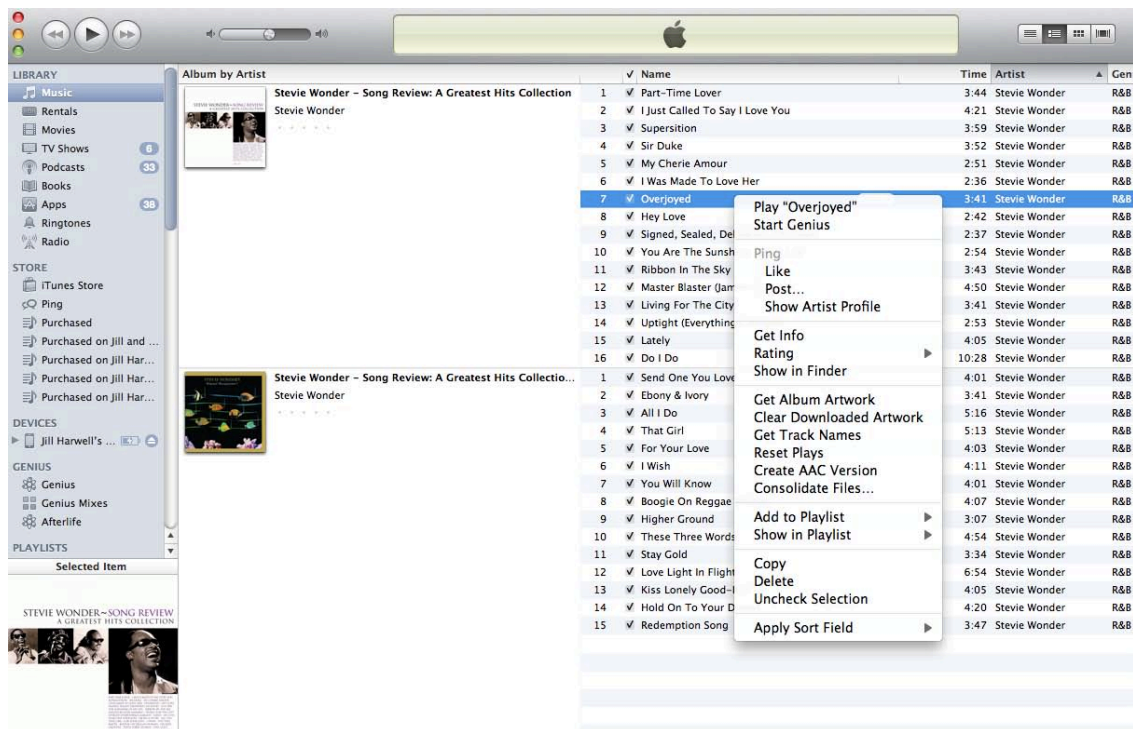 LIBRARY
Music
Rentals
Movies
TV Shows 6
Podcasts 33
Books
Apps 38
Ringtones
Radio
STORE
iTunes Store
Ping
Purchased
Purchased on Jill and ...
Purchased on Jill Har...
Purchased on Jill Har...
Purchased on Jill Har...
DEVICES
Jill Harwell's ...
GENIUS
Genius
Genius Mixes
Afterlife
PLAYLISTS
Selected Item
STEVIE WONDER~SONG REVIEW
A GREATEST HITS COLLECTION
Album by Artist ✓ Name Time Artist Gen
Stevie Wonder – Song Review: A Greatest Hits Collection
Stevie Wonder
1 ✓ Part-Time Lover 3:44 Stevie Wonder R&B
2 ✓ I Just Called To Say I Love You 4:21 Stevie Wonder R&B
3 ✓ Supersition 3:59 Stevie Wonder R&B
4 ✓ Sir Duke 3:52 Stevie Wonder R&B
5 ✓ My Cherie Amour 2:51 Stevie Wonder R&B
6 ✓ I Was Made To Love Her 2:36 Stevie Wonder R&B
7 ✓ Overjoyed 3:41 Stevie Wonder R&B
8 ✓ Hey Love 2:42 Stevie Wonder R&B
9 ✓ Signed, Sealed, Del 2:37 Stevie Wonder R&B
10 ✓ You Are The Sunsh 2:54 Stevie Wonder R&B
11 ✓ Ribbon In The Sky 3:43 Stevie Wonder R&B
12 ✓ Master Blaster (Jam 4:50 Stevie Wonder R&B
13 ✓ Living For The City 3:41 Stevie Wonder R&B
14 ✓ Uptight (Everything 2:53 Stevie Wonder R&B
15 ✓ Lately 4:05 Stevie Wonder R&B
16 ✓ Do I Do 10:28 Stevie Wonder R&B
Stevie Wonder – Song Review: A Greatest Hits Collectio...
Stevie Wonder
1 ✓ Send One You Love 4:01 Stevie Wonder R&B
2 ✓ Ebony & Ivory 3:41 Stevie Wonder R&B
3 ✓ All I Do 5:16 Stevie Wonder R&B
4 ✓ That Girl 5:13 Stevie Wonder R&B
5 ✓ For Your Love 4:03 Stevie Wonder R&B
6 ✓ I Wish 4:11 Stevie Wonder R&B
7 ✓ You Will Know 4:01 Stevie Wonder R&B
8 ✓ Boogie On Reggae 4:07 Stevie Wonder R&B
9 ✓ Higher Ground 3:07 Stevie Wonder R&B
10 ✓ These Three Words 4:54 Stevie Wonder R&B
11 ✓ Stay Gold 3:34 Stevie Wonder R&B
12 ✓ Love Light In Flight 6:54 Stevie Wonder R&B
13 ✓ Kiss Lonely Good- 4:05 Stevie Wonder R&B
14 ✓ Hold On To Your D 4:20 Stevie Wonder R&B
15 ✓ Redemption Song 3:47 Stevie Wonder R&B
Play “Overjoyed”
Start Genius
Ping
Like
Post...
Show Artist Profile
Get Info
Rating
Show in Finder
Get Album Artwork
Clear Downloaded Artwork
Get Track Names
Reset Plays
Create AAC Version
Consolidate Files...
Add to Playlist
Show in Playlist
Copy
Delete
Uncheck Selection
Apply Sort Field